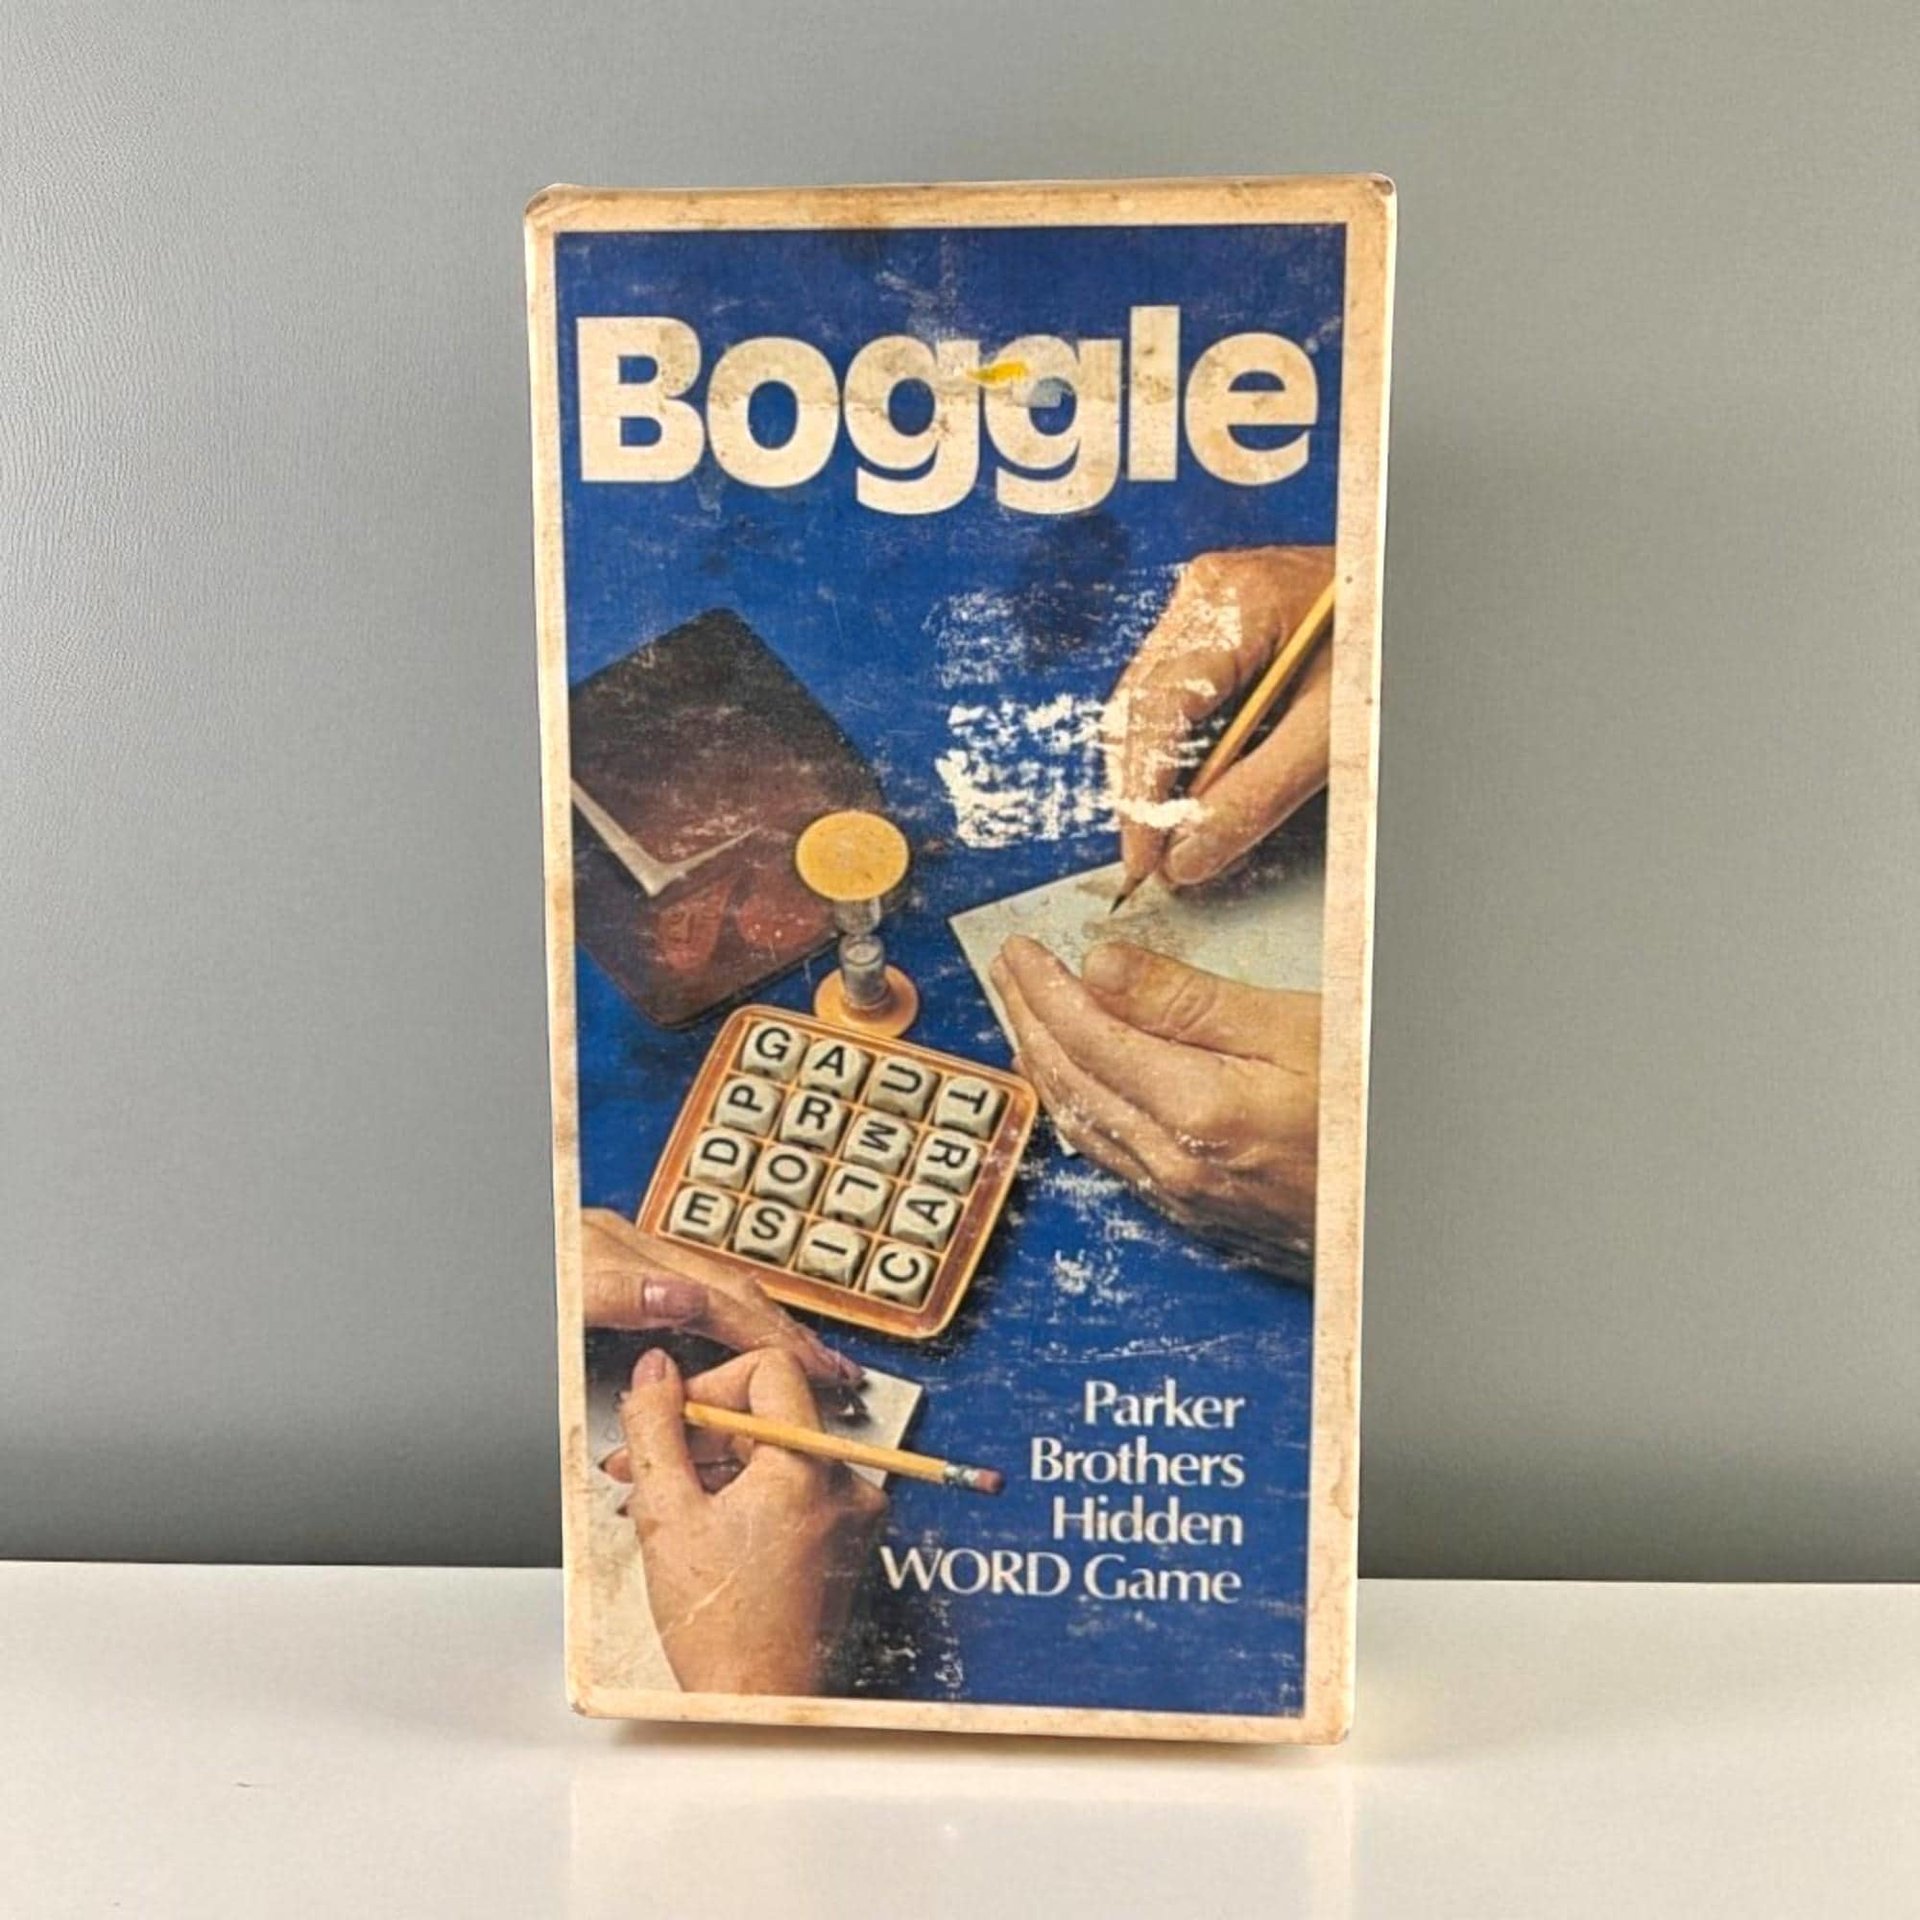 Boggle
G A U T
P R M R
D O L A
E S I C
Parker
Brothers
Hidden
WORD Game